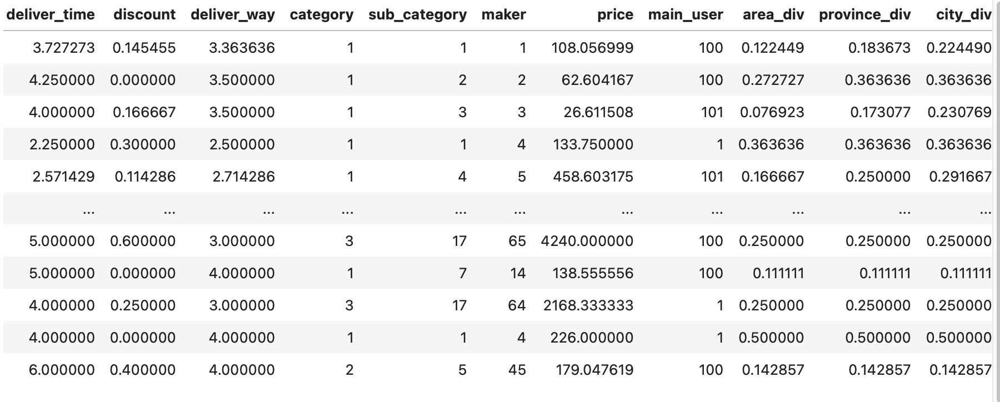 deliver_time discount deliver_way category sub_category maker price main_user area_div province_div city_div
3.727273 0.145455 3.363636 1 1 1 108.056999 100 0.122449 0.183673 0.224490
4.250000 0.000000 3.500000 1 2 2 62.604167 100 0.272727 0.363636 0.363636
4.000000 0.166667 3.500000 1 3 3 26.611508 101 0.076923 0.173077 0.230769
2.250000 0.300000 2.500000 1 1 4 133.750000 1 0.363636 0.363636 0.363636
2.571429 0.114286 2.714286 1 4 5 458.603175 101 0.166667 0.250000 0.291667
... ... ... ... ... ... ... ... ... ... ...
5.000000 0.600000 3.000000 3 17 65 4240.000000 100 0.250000 0.250000 0.250000
5.000000 0.000000 4.000000 1 7 14 138.555556 100 0.111111 0.111111 0.111111
4.000000 0.250000 3.000000 3 17 64 2168.333333 1 0.250000 0.250000 0.250000
4.000000 0.000000 4.000000 1 1 4 226.000000 1 0.500000 0.500000 0.500000
6.000000 0.400000 4.000000 2 5 45 179.047619 100 0.142857 0.142857 0.142857